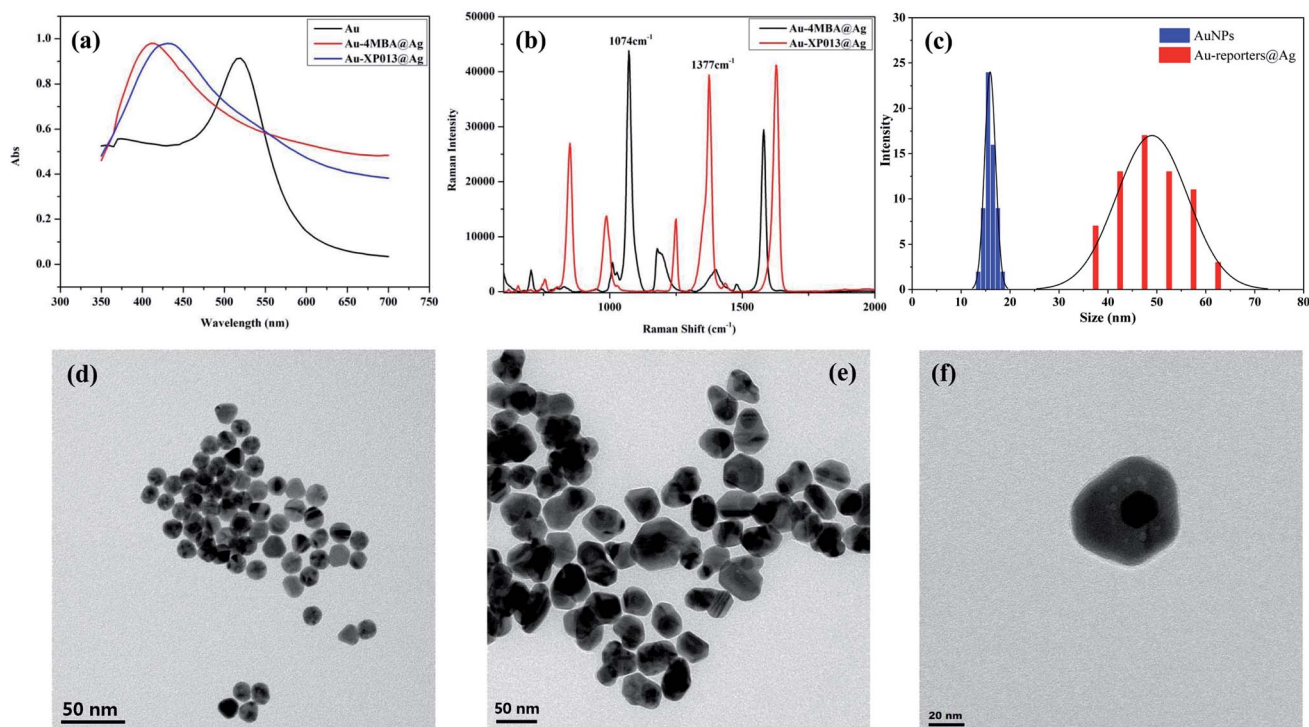 (a)
Au
Au-4MBA@Ag
Au-XP013@Ag
1.0
0.8
0.6
0.4
0.2
0.0
Abs
300 350 400 450 500 550 600 650 700 750
Wavelength (nm)
(b)
Au-4MBA@Ag
Au-XP013@Ag
1074cm-1
1377cm-1
50000
40000
30000
20000
10000
0
Raman Intensity
1000 1500 2000
Raman Shift (cm-1)
(c)
AuNPs
Au-reporters@Ag
30
25
20
15
10
5
0
Intensity
0 10 20 30 40 50 60 70 80
Size (nm)
(d)
50 nm
(e)
50 nm
(f)
20 nm